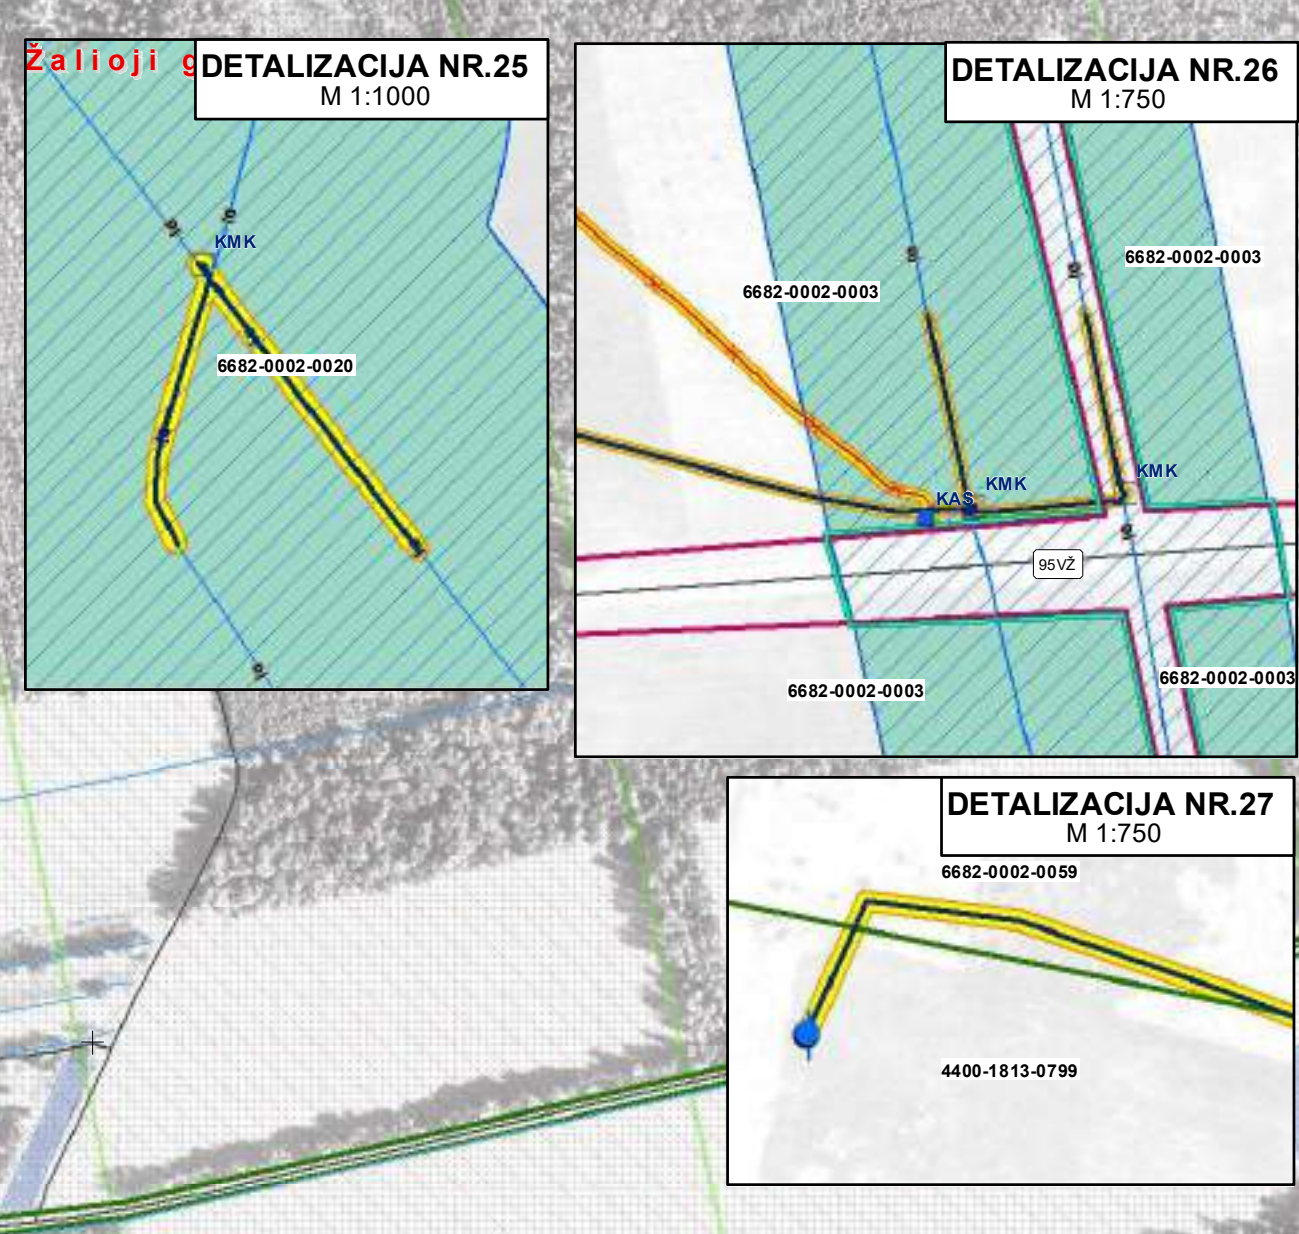 Žalioji g
DETALIZACIJA NR.25
M 1:1000
KMK
6682-0002-0020
DETALIZACIJA NR.26
M 1:750
6682-0002-0003
6682-0002-0003
KMK
KMK
KAS
95VŽ
6682-0002-0003
6682-0002-0003
DETALIZACIJA NR.27
M 1:750
6682-0002-0059
4400-1813-0799